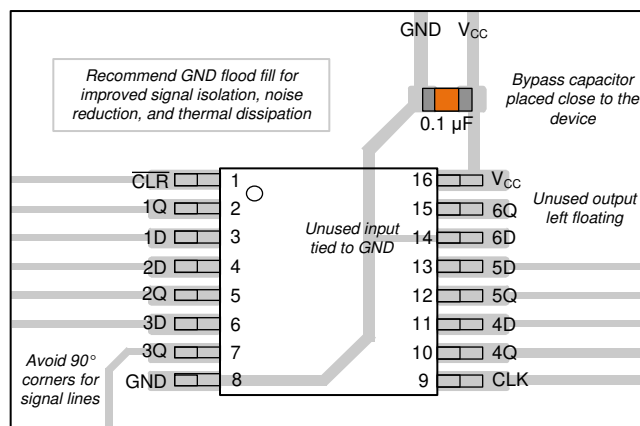 GND VCC
Recommend GND flood fill for
improved signal isolation, noise
reduction, and thermal dissipation
Bypass capacitor
placed close to the
device
0.1 µF
CLR 1 16 VCC
1Q 2 15 6Q
1D 3 14 6D
2D 4 13 5D
2Q 5 12 5Q
3D 6 11 4D
3Q 7 10 4Q
GND 8 9 CLK
Unused input
tied to GND
Unused output
left floating
Avoid 90°
corners for
signal lines